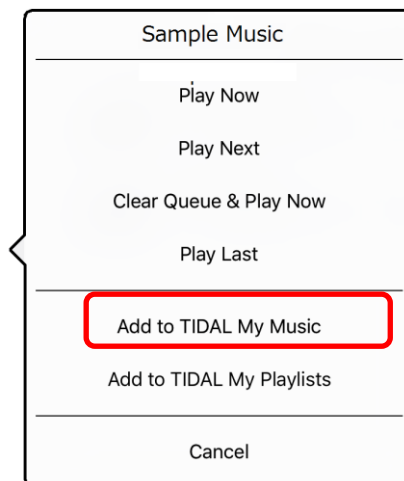 Sample Music
Play Now
Play Next
Clear Queue & Play Now
Play Last
Add to TIDAL My Music
Add to TIDAL My Playlists
Cancel